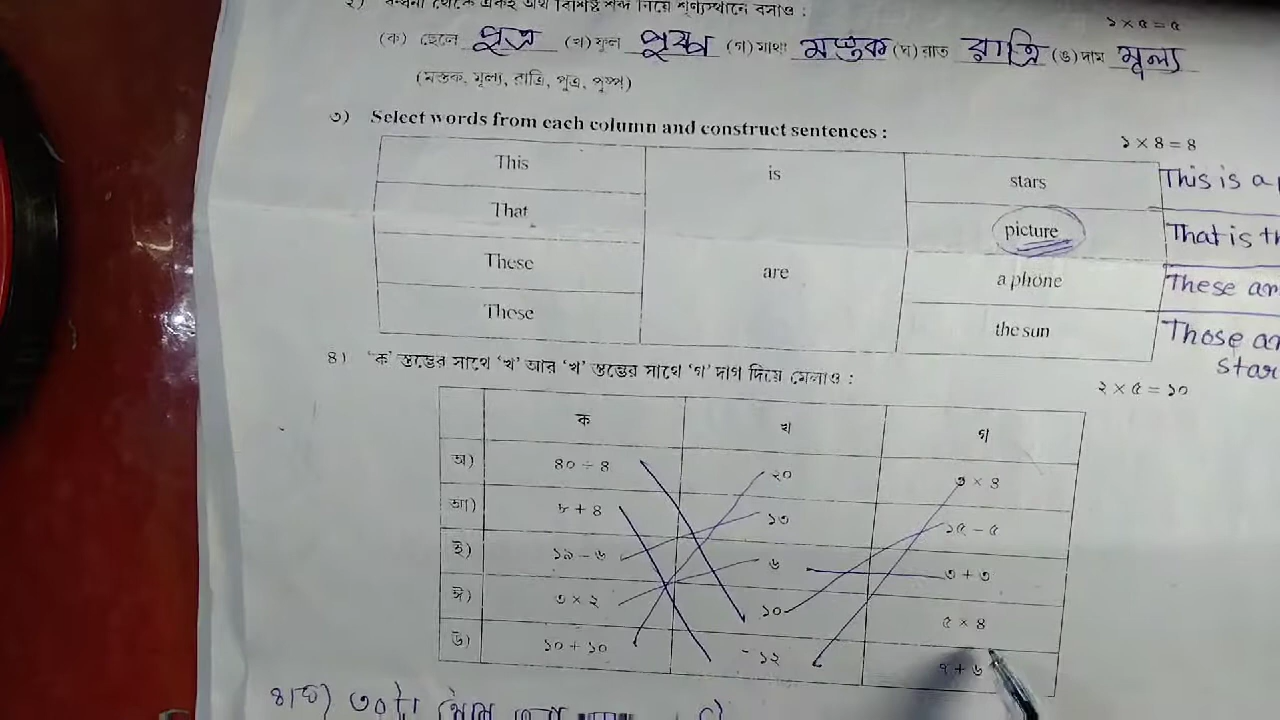 ২) বন্ধনী থেকে একই অর্থ বিশিষ্ট শব্দ নিয়ে শূন্যস্থানে বসাও :
১ × ৫ = ৫
(ক) ছেলে পুত্র (খ) ফুল পুষ্প (গ) মাথা মস্তক (ঘ) রাত রাত্রি (ঙ) দাম মূল্য
(মস্তক, মূল্য, রাত্রি, পুত্র, পুষ্প)
৩) Select words from each column and construct sentences :
১ × ৪ = ৪
This is stars This is a
That picture That is th
These are a phone These ar
These the sun Those ar
star
৪) 'ক' স্তম্ভের সাথে 'খ' আর 'খ' স্তম্ভের সাথে 'গ' দাগ দিয়ে মেলাও :
২ × ৫ = ১০
ক খ গ
অ) ৪০ ÷ ৪ ২০ ৩ × ৪
আ) ৮ + ৪ ১৩ ১৫ − ৫
ই) ১৯ − ৬ ৬ ৩ + ৩
ঈ) ৩ × ২ ১০ ৫ × ৪
উ) ১০ + ১০ ১২ ৭ + ৬